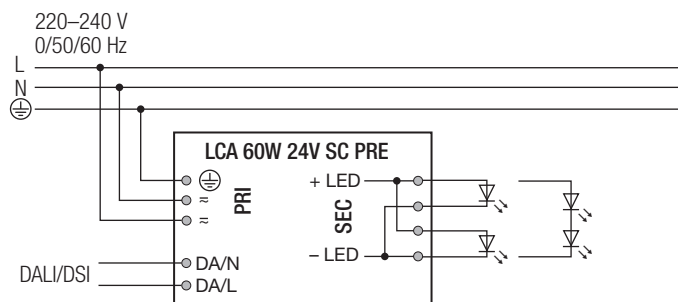 220–240 V
0/50/60 Hz
L
N
LCA 60W 24V SC PRE
PRI
≂
≂
+ LED
SEC
– LED
DALI/DSI
DA/N
DA/L